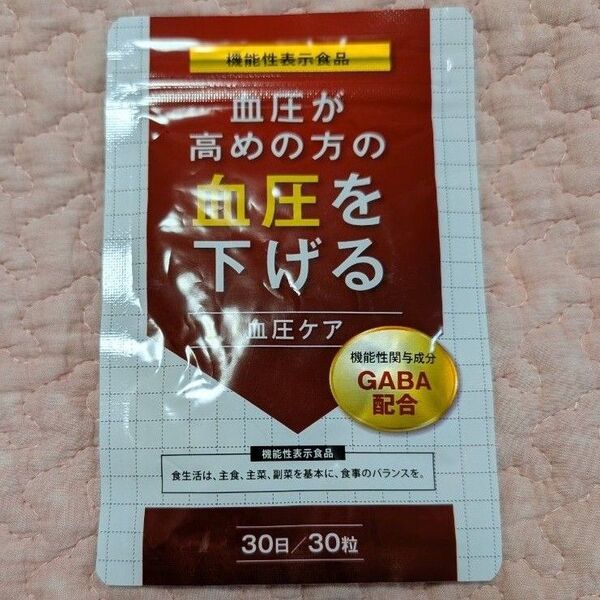 機能性表示食品
血圧が
高めの方の
血圧を
下げる
血圧ケア
機能性関与成分
GABA
配合
機能性表示食品
食生活は、主食、主菜、副菜を基本に、食事のバランスを。
30日/30粒